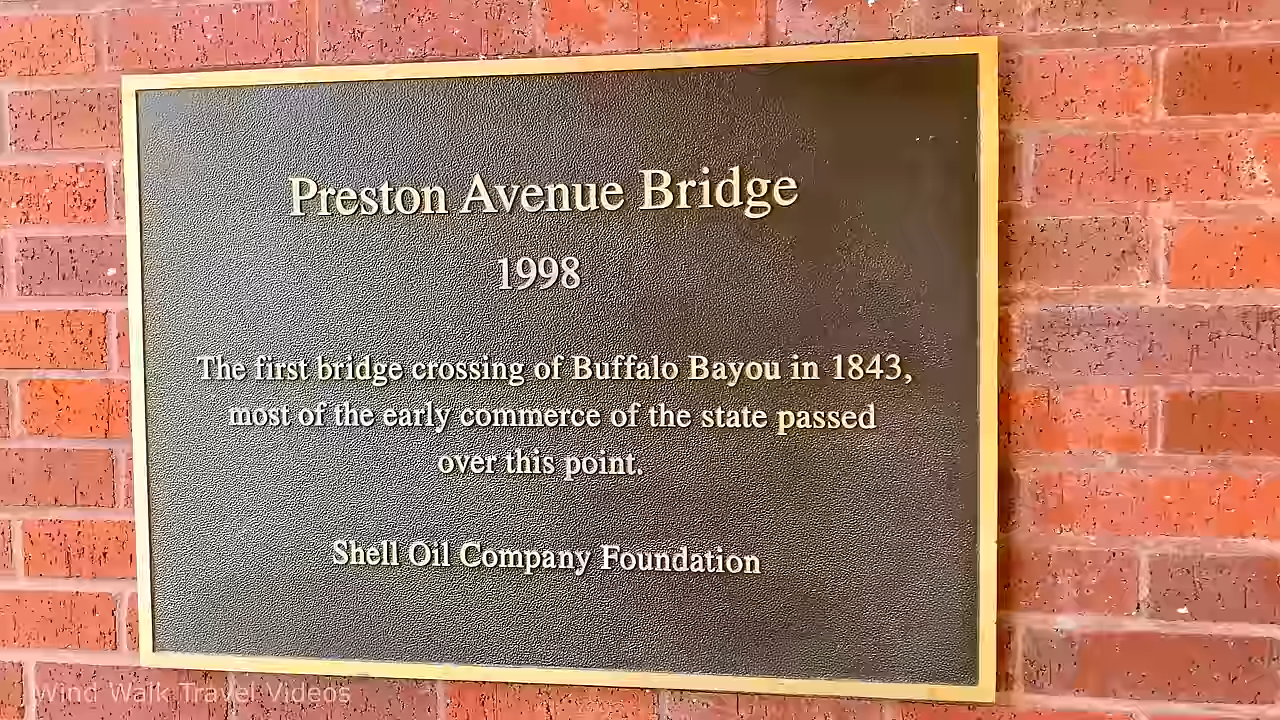 Preston Avenue Bridge
1998
The first bridge crossing of Buffalo Bayou in 1843,
most of the early commerce of the state passed
over this point.
Shell Oil Company Foundation
Wind Walk Travel Videos